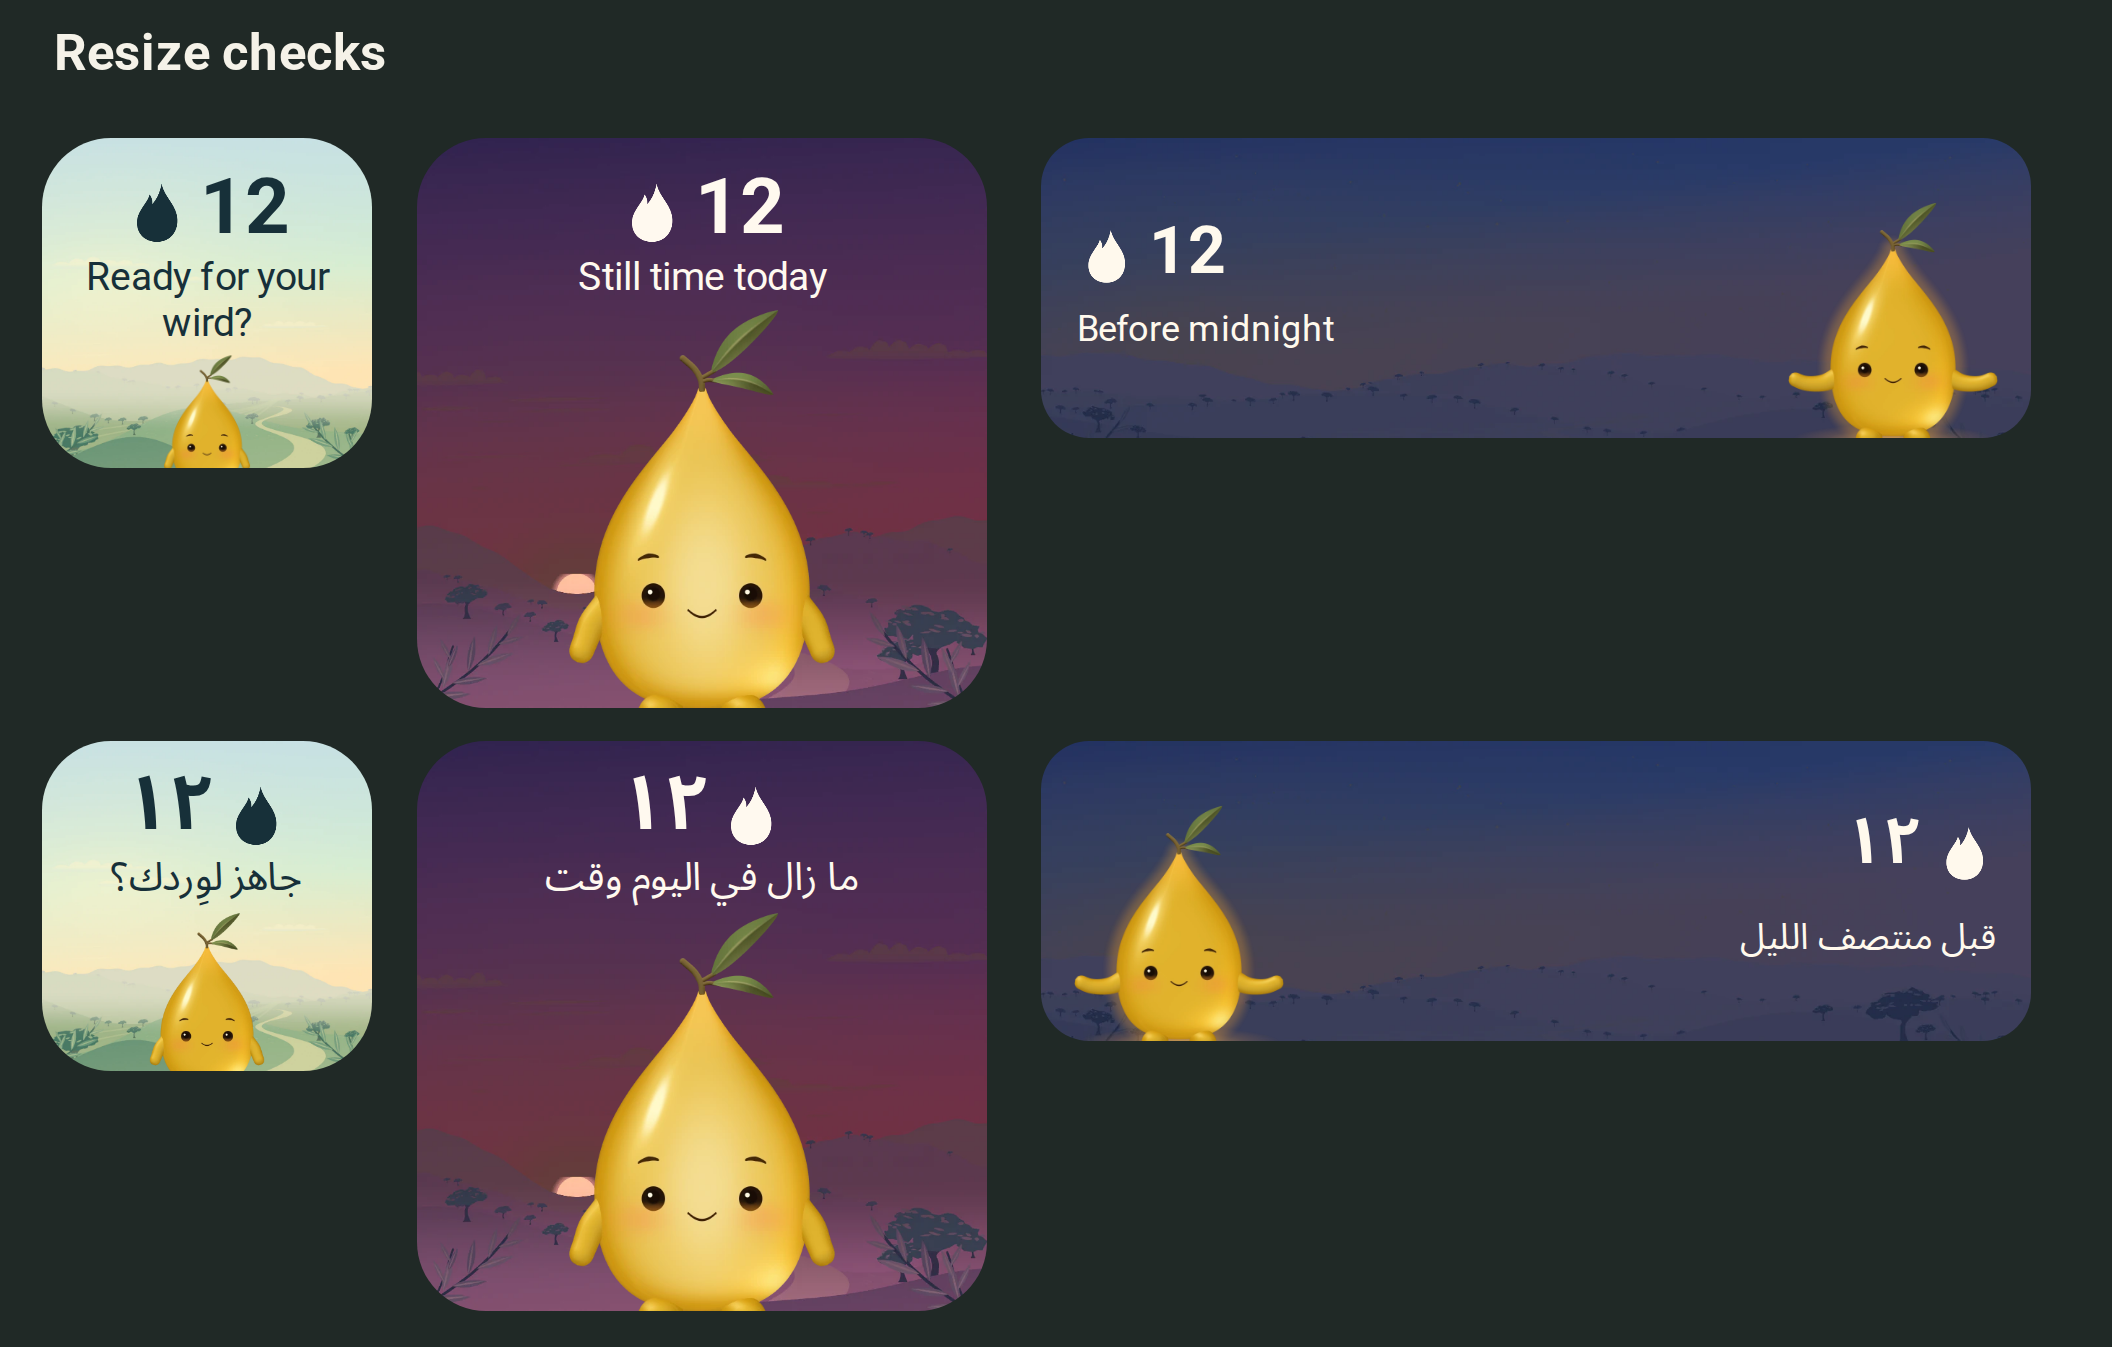 Resize checks
12
Ready for your
wird?
12
Still time today
12
Before midnight
١٢
جاهز لوِردك؟
١٢
ما زال في اليوم وقت
١٢
قبل منتصف الليل